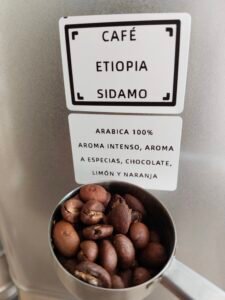 CAFÉ
ETIOPIA
SIDAMO
ARABICA 100%
AROMA INTENSO, AROMA
A ESPECIAS, CHOCOLATE,
LIMÓN Y NARANJA